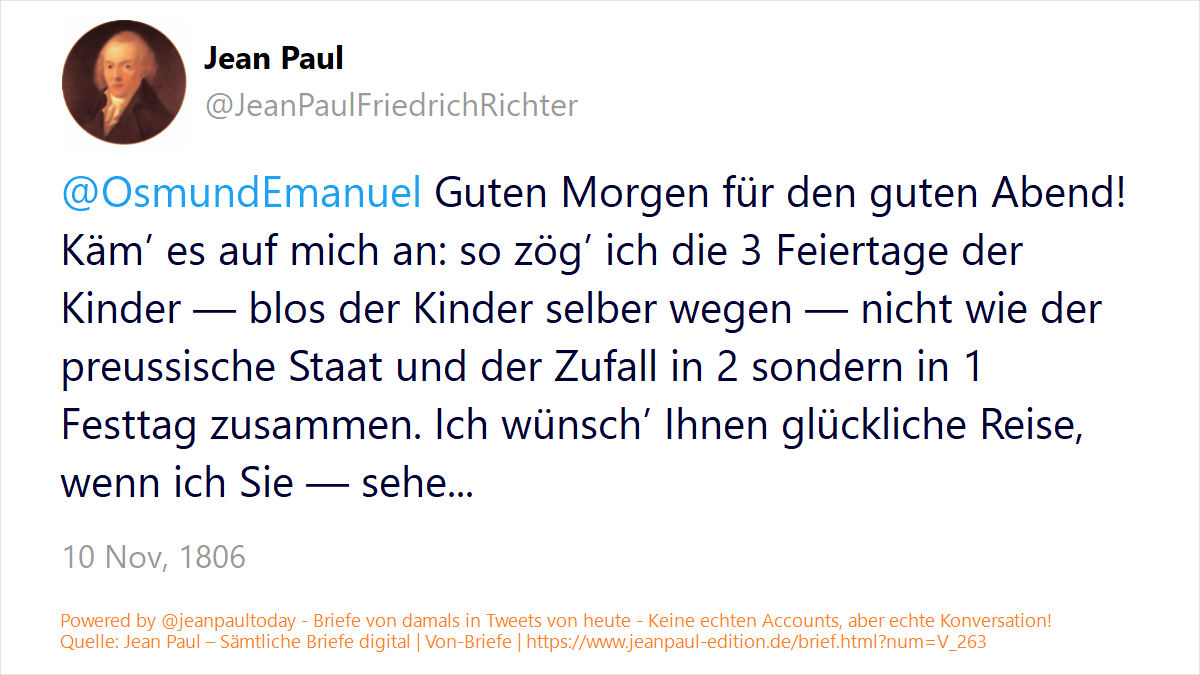 Jean Paul
@JeanPaulFriedrichRichter
@OsmundEmanuel Guten Morgen für den guten Abend!
Käm’ es auf mich an: so zög’ ich die 3 Feiertage der
Kinder — blos der Kinder selber wegen — nicht wie der
preussische Staat und der Zufall in 2 sondern in 1
Festtag zusammen. Ich wünsch’ Ihnen glückliche Reise,
wenn ich Sie — sehe...
10 Nov, 1806
Powered by @jeanpaultoday - Briefe von damals in Tweets von heute - Keine echten Accounts, aber echte Konversation!
Quelle: Jean Paul – Sämtliche Briefe digital | Von-Briefe | https://www.jeanpaul-edition.de/brief.html?num=V_263